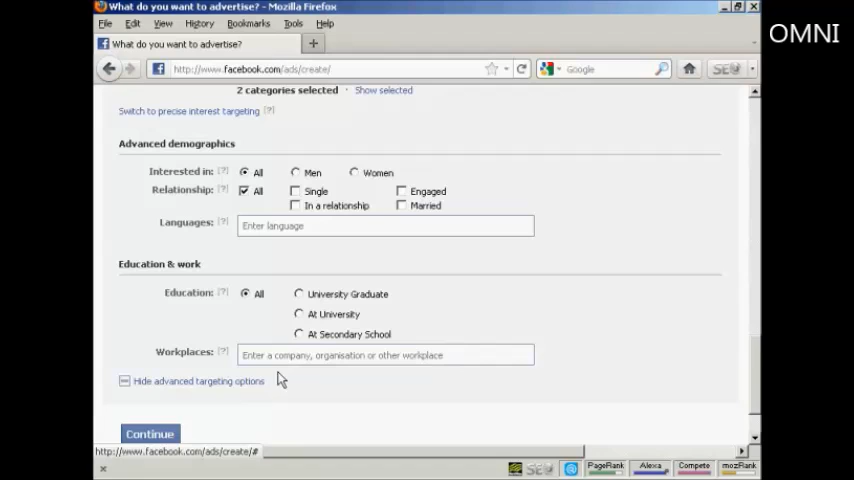 What do you want to advertise? - Mozilla Firefox
OMNI
File Edit View History Bookmarks Tools Help
What do you want to advertise?
http://www.facebook.com/ads/create/
Google
SEO
2 categories selected · Show selected
Switch to precise interest targeting [?]
Advanced demographics
Interested in: [?] All Men Women
Relationship: [?] All Single Engaged
In a relationship Married
Languages: [?] Enter language
Education & work
Education: [?] All University Graduate
At University
At Secondary School
Workplaces: [?] Enter a company, organisation or other workplace
Hide advanced targeting options
Continue
http://www.facebook.com/ads/create/#
SEO PageRank Alexa Compete mozRank